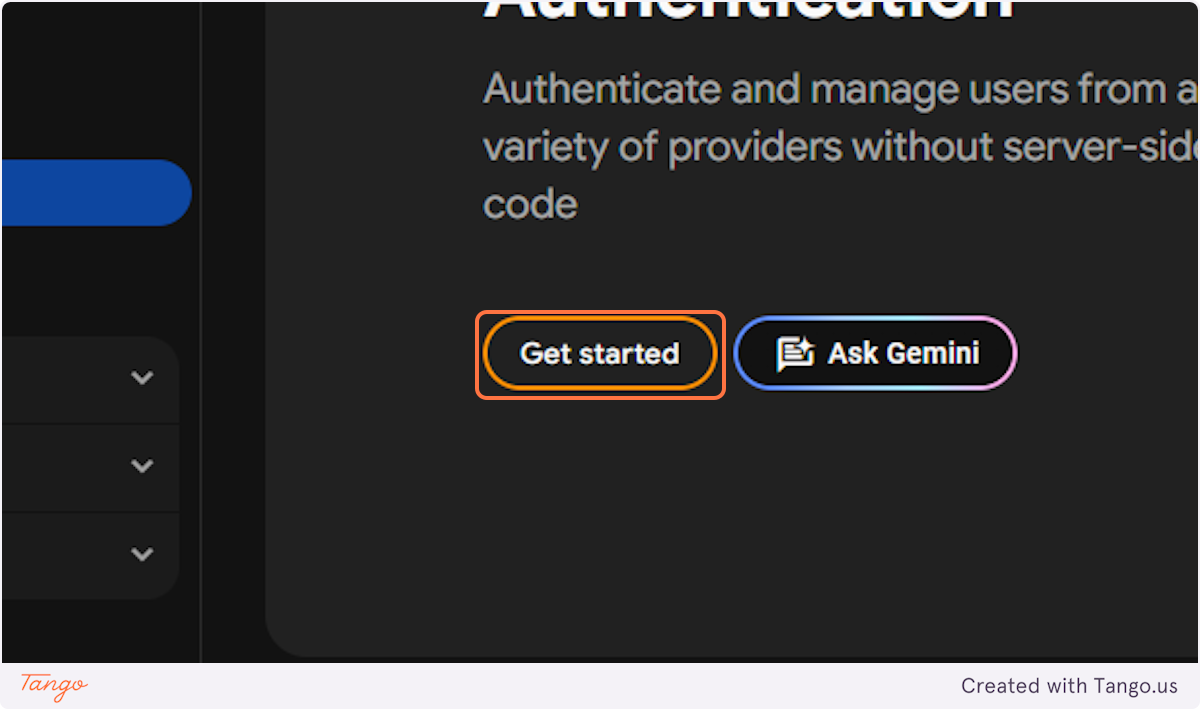 Authentication
Authenticate and manage users from a
variety of providers without server-side
code
Get started
Ask Gemini
Tango
Created with Tango.us